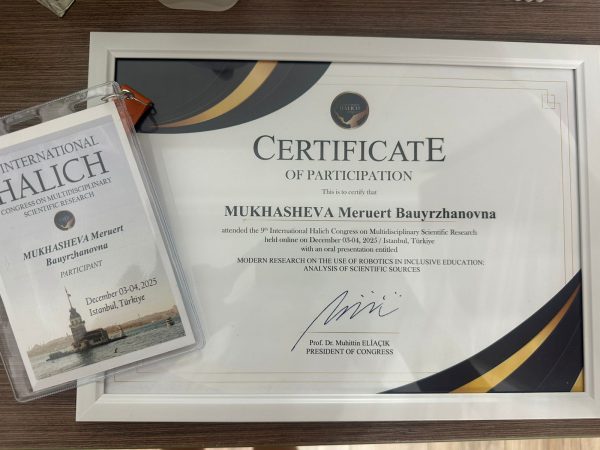 INTERNATIONAL
HALICH
CONGRESS ON MULTIDISCIPLINARY
SCIENTIFIC RESEARCH
MUKHASHEVA Meruert
Bauyrzhanovna
PARTICIPANT
December 03-04, 2025
Istanbul, Türkiye
HALICH
CERTIFICATE
OF PARTICIPATION
This is to certify that
MUKHASHEVA Meruert Bauyrzhanovna
attended the 9th International Halich Congress on Multidisciplinary Scientific Research
held online on December 03-04, 2025 / Istanbul, Türkiye
with an oral presentation entitled
MODERN RESEARCH ON THE USE OF ROBOTICS IN INCLUSIVE EDUCATION:
ANALYSIS OF SCIENTIFIC SOURCES
Prof. Dr. Muhittin ELİAÇIK
PRESIDENT OF CONGRESS